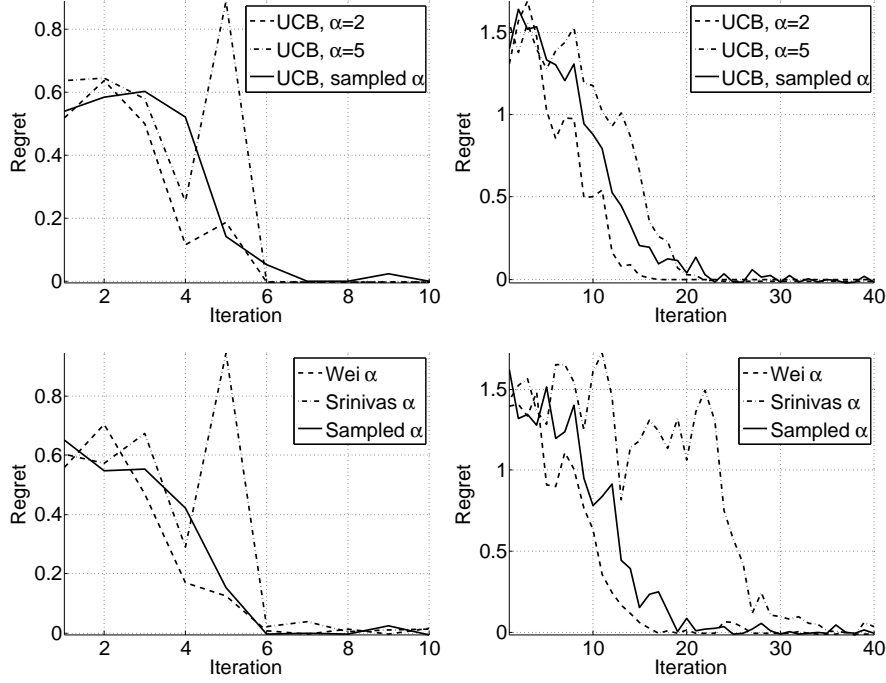 UCB, α=2
UCB, α=5
UCB, sampled α
0.8
0.6
0.4
0.2
0
Regret
2
4
6
8
10
Iteration
UCB, α=2
UCB, α=5
UCB, sampled α
1.5
1
0.5
0
Regret
10
20
30
40
Iteration
Wei α
Srinivas α
Sampled α
0.8
0.6
0.4
0.2
0
Regret
2
4
6
8
10
Iteration
Wei α
Srinivas α
Sampled α
1.5
1
0.5
0
Regret
10
20
30
40
Iteration